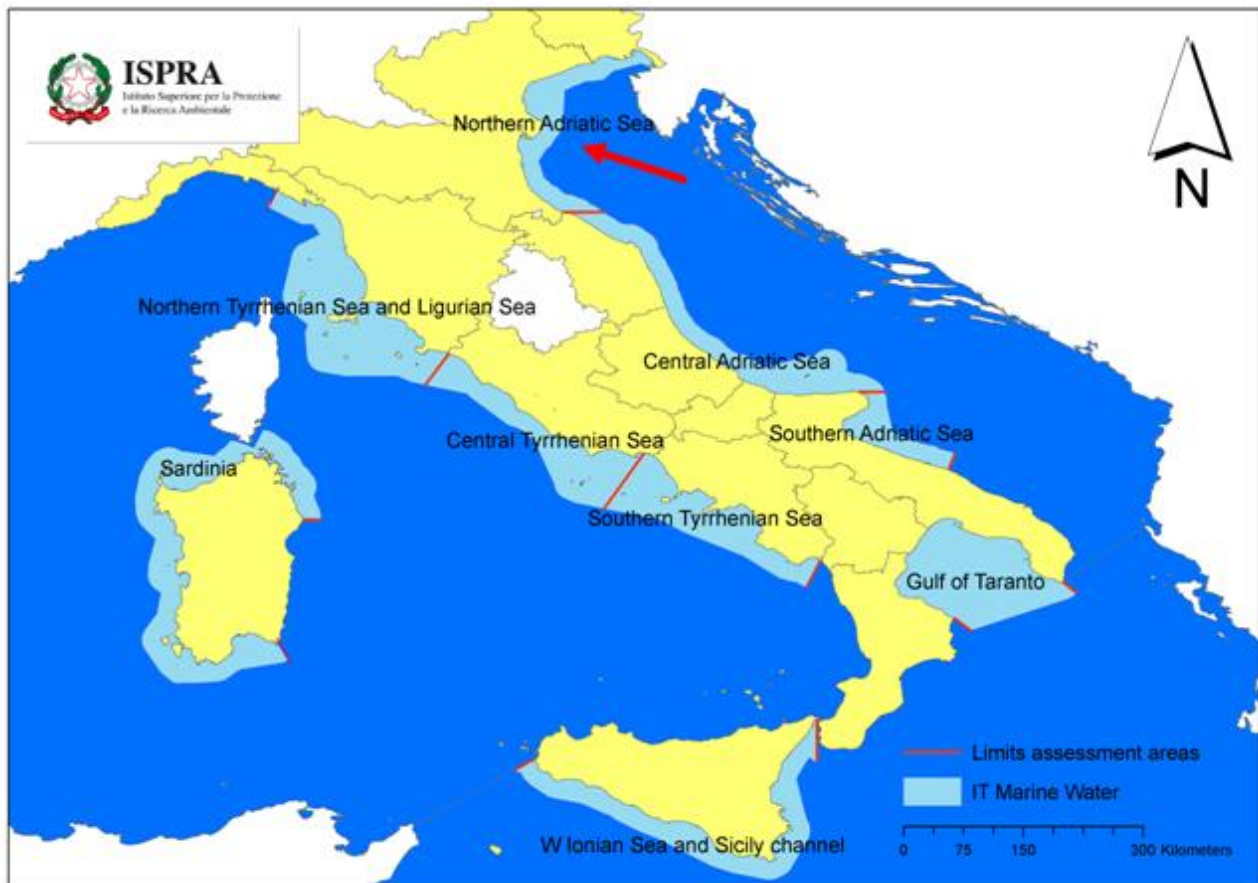 ISPRA
Istituto Superiore per la Protezione
e la Ricerca Ambientale
Northern Adriatic Sea
N
Northern Tyrrhenian Sea and Ligurian Sea
Central Adriatic Sea
Central Tyrrhenian Sea
Southern Adriatic Sea
Sardinia
Southern Tyrrhenian Sea
Gulf of Taranto
Limits assessment areas
IT Marine Water
W Ionian Sea and Sicily channel
0 75 150 300 Kilometers